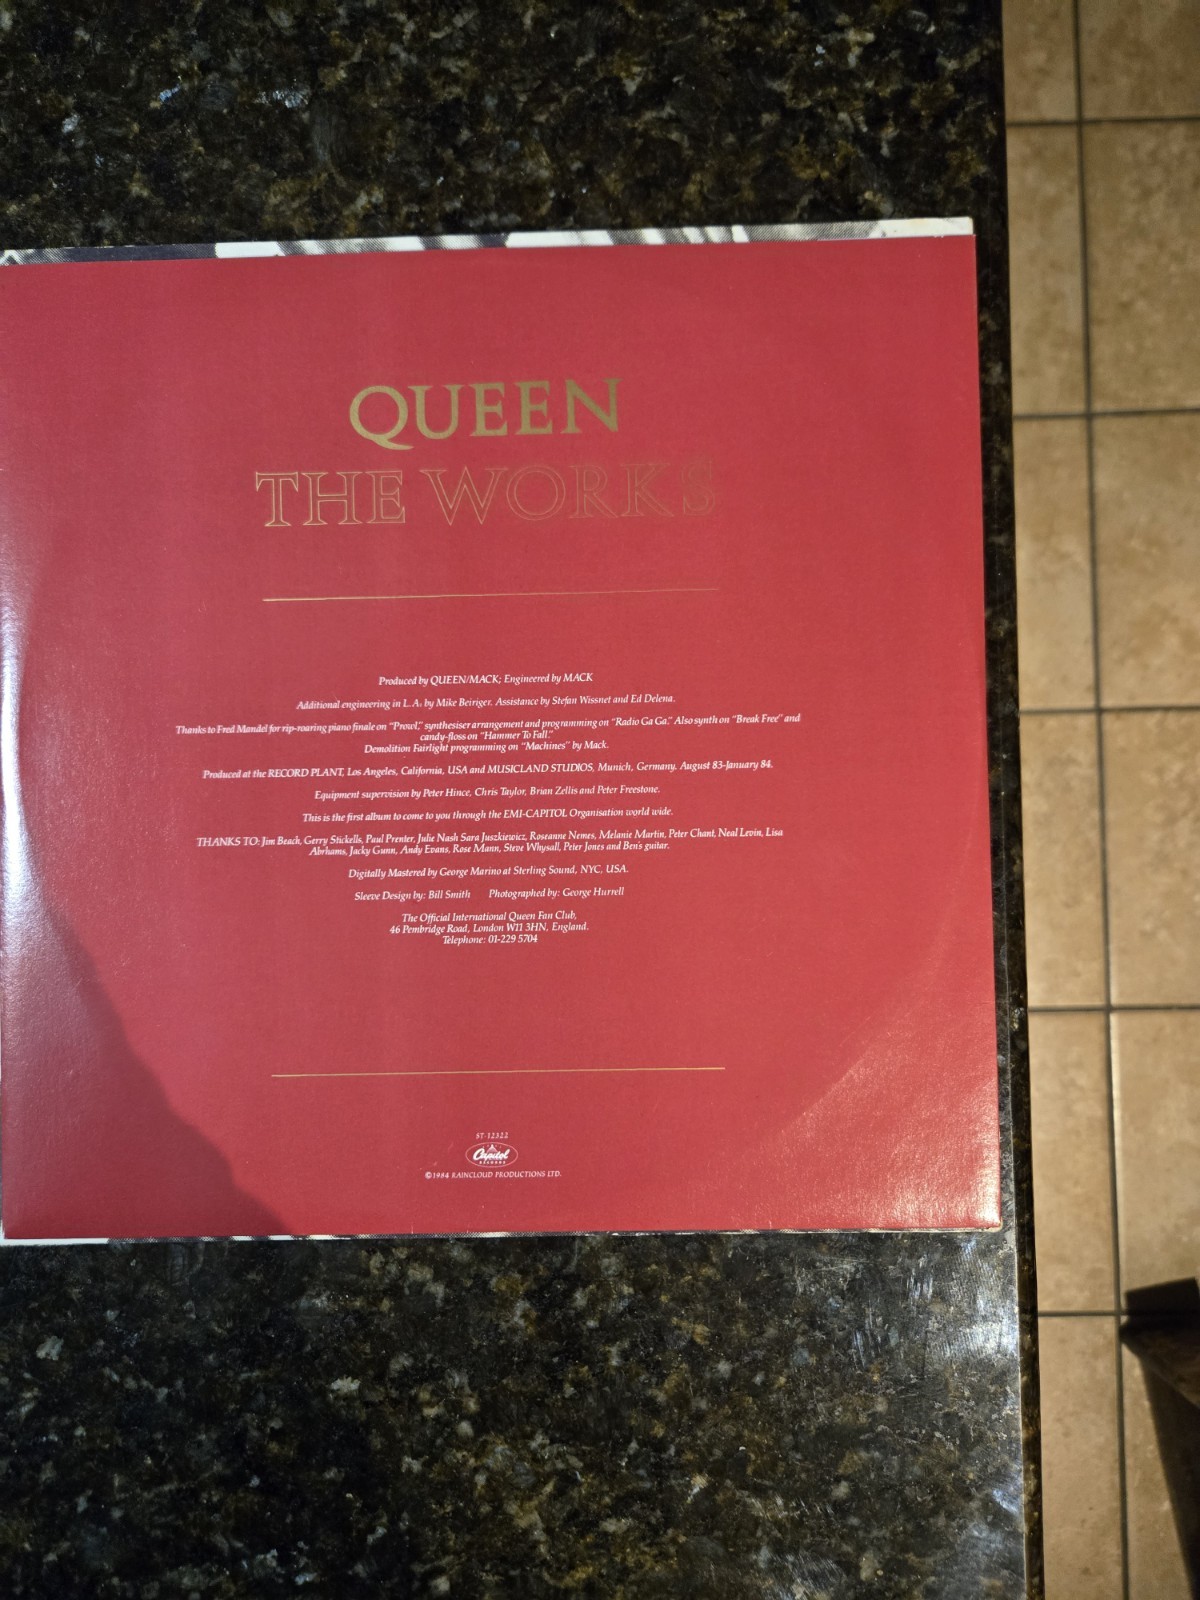 QUEEN
THE WORKS
Produced by QUEEN/MACK; Engineered by MACK
Additional engineering in L.A. by Mike Beiriger. Assistance by Stefan Wissnet and Ed Delena.
Thanks to Fred Mandel for rip-roaring piano finale on "Prowl," synthesiser arrangement and programming on "Radio Ga Ga." Also synth on "Break Free" and
candy-floss on "Hammer To Fall."
Demolition Fairlight programming on "Machines" by Mack.
Produced at the RECORD PLANT, Los Angeles, California, USA and MUSICLAND STUDIOS, Munich, Germany. August 83-January 84.
Equipment supervision by Peter Hince, Chris Taylor, Brian Zellis and Peter Freestone.
This is the first album to come to you through the EMI-CAPITOL Organisation world wide.
THANKS TO: Jim Beach, Gerry Stickells, Paul Prenter, Julie Nash Sara Juszkiewicz, Roseanne Nemes, Melanie Martin, Peter Chant, Neal Levin, Lisa
Abrhams, Jacky Gunn, Andy Evans, Rose Mann, Steve Whysall, Peter Jones and Ben's guitar.
Digitally Mastered by George Marino at Sterling Sound, NYC, USA.
Sleeve Design by: Bill Smith Photographed by: George Hurrell
The Official International Queen Fan Club,
46 Pembridge Road, London W11 3HN, England.
Telephone: 01-229 5704
ST-12322
Capitol
RECORDS
©1984 RAINCLOUD PRODUCTIONS LTD.